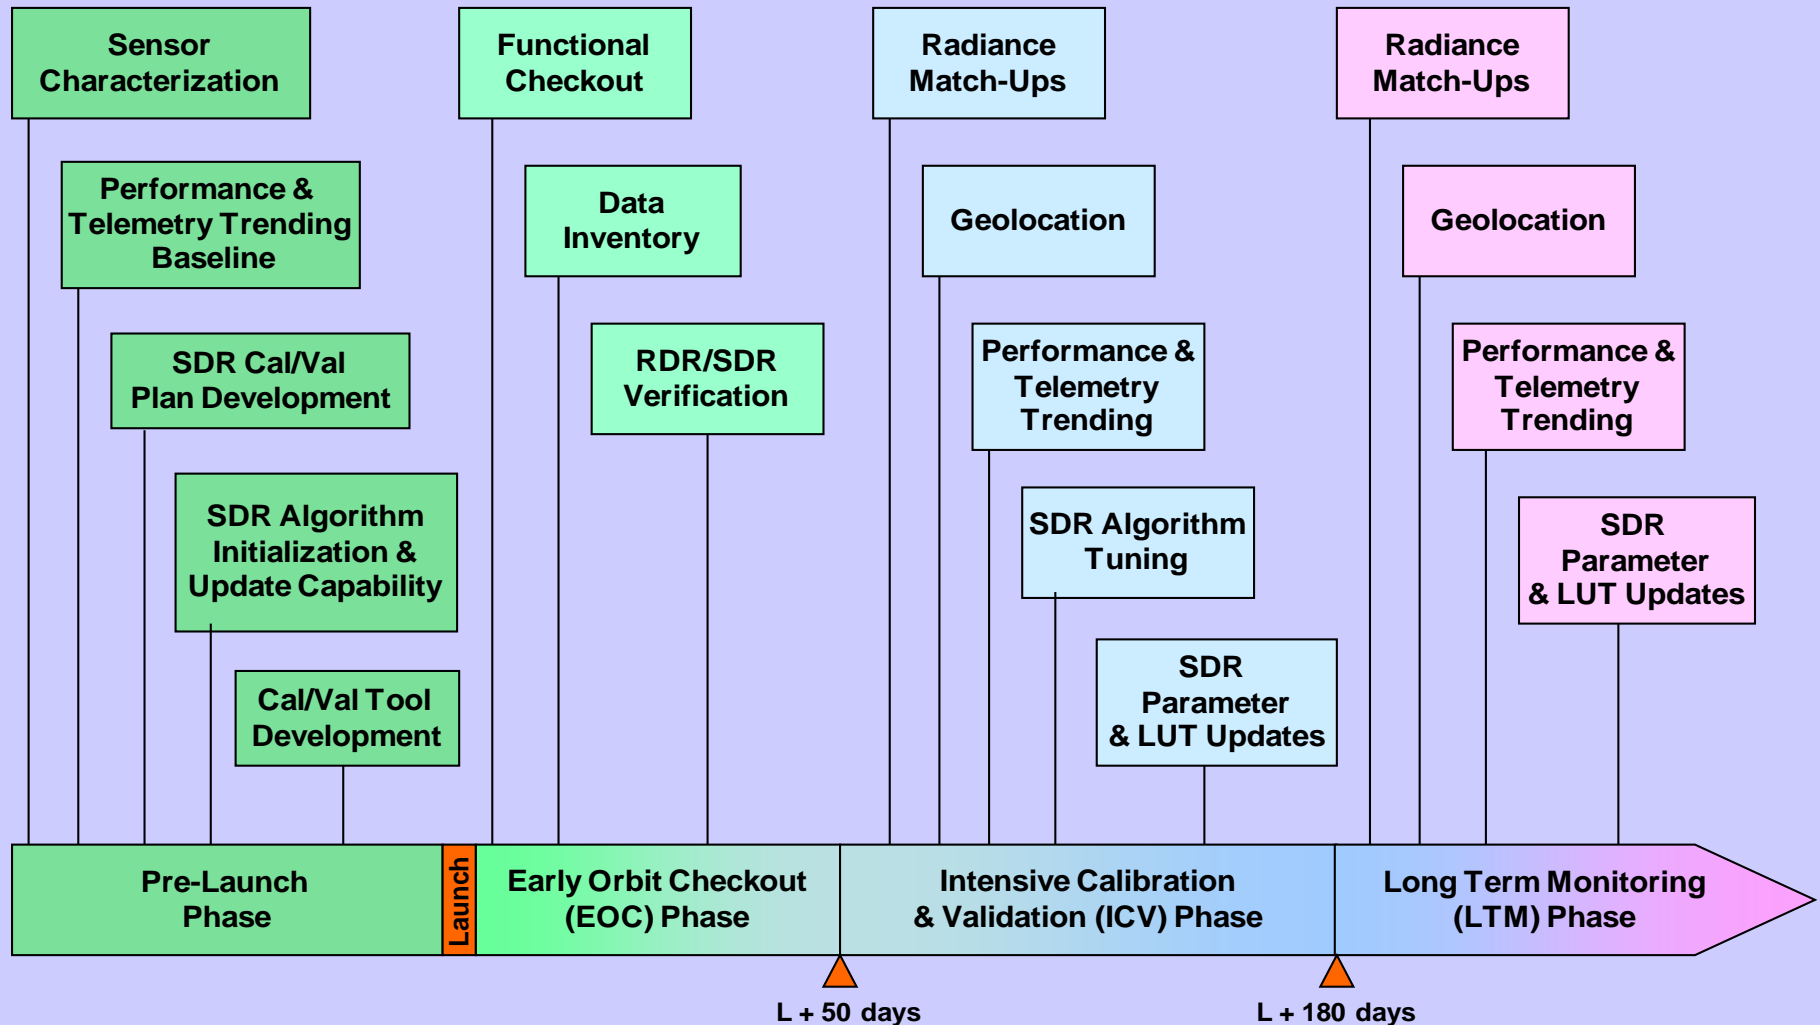 Sensor
Characterization
Performance &
Telemetry Trending
Baseline
SDR Cal/Val
Plan Development
SDR Algorithm
Initialization &
Update Capability
Cal/Val Tool
Development
Functional
Checkout
Data
Inventory
RDR/SDR
Verification
Radiance
Match-Ups
Geolocation
Performance &
Telemetry
Trending
SDR Algorithm
Tuning
SDR
Parameter
& LUT Updates
Radiance
Match-Ups
Geolocation
Performance &
Telemetry
Trending
SDR
Parameter
& LUT Updates
Pre-Launch
Phase
Launch
Early Orbit Checkout
(EOC) Phase
Intensive Calibration
& Validation (ICV) Phase
Long Term Monitoring
(LTM) Phase
L + 50 days
L + 180 days